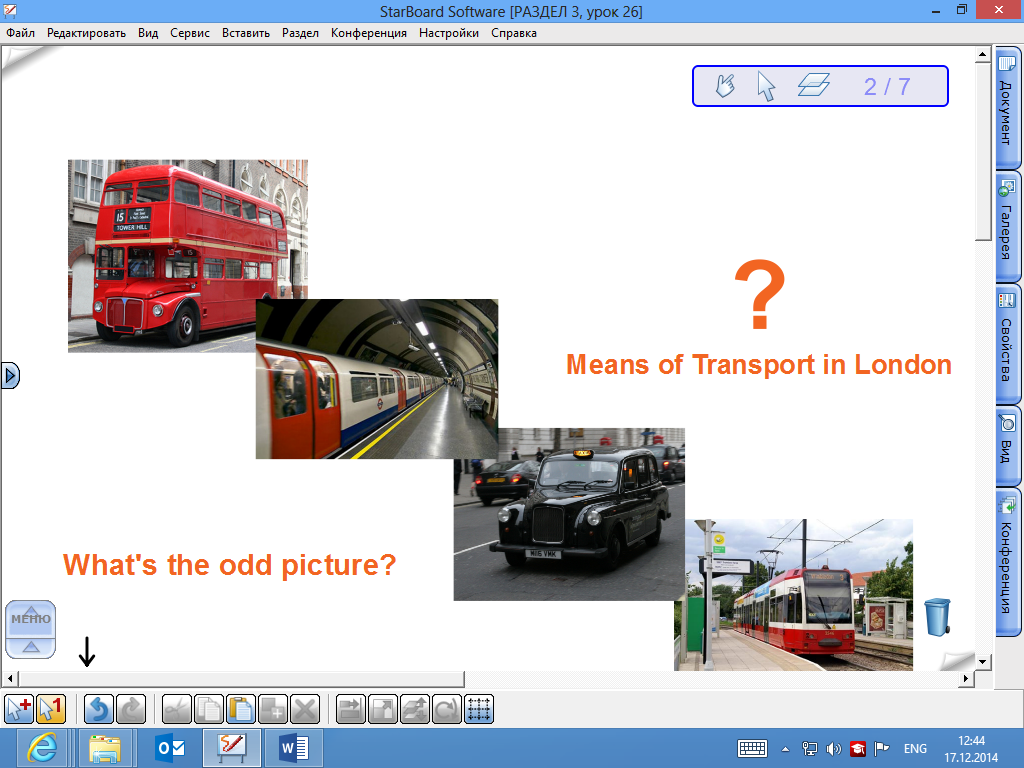 StarBoard Software [РАЗДЕЛ 3, урок 26]
Файл Редактировать Вид Сервис Вставить Раздел Конференция Настройки Справка
2 / 7
Документ
Галерея
Свойства
Вид
Конференция
15
TOWER HILL
?
Means of Transport in London
What's the odd picture?
МЕНЮ
ENG
12:44
17.12.2014